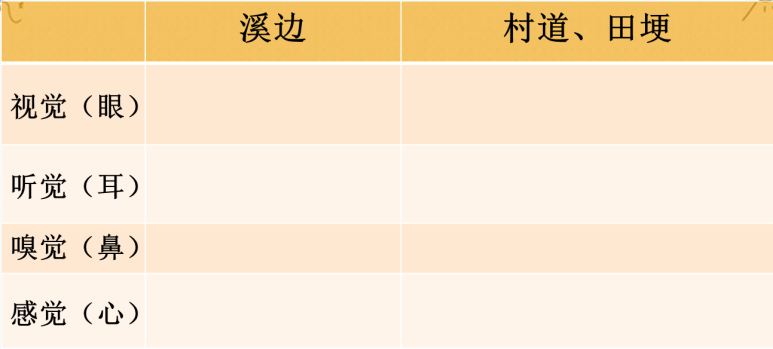 溪边 村道、田埂
视觉（眼）
听觉（耳）
嗅觉（鼻）
感觉（心）